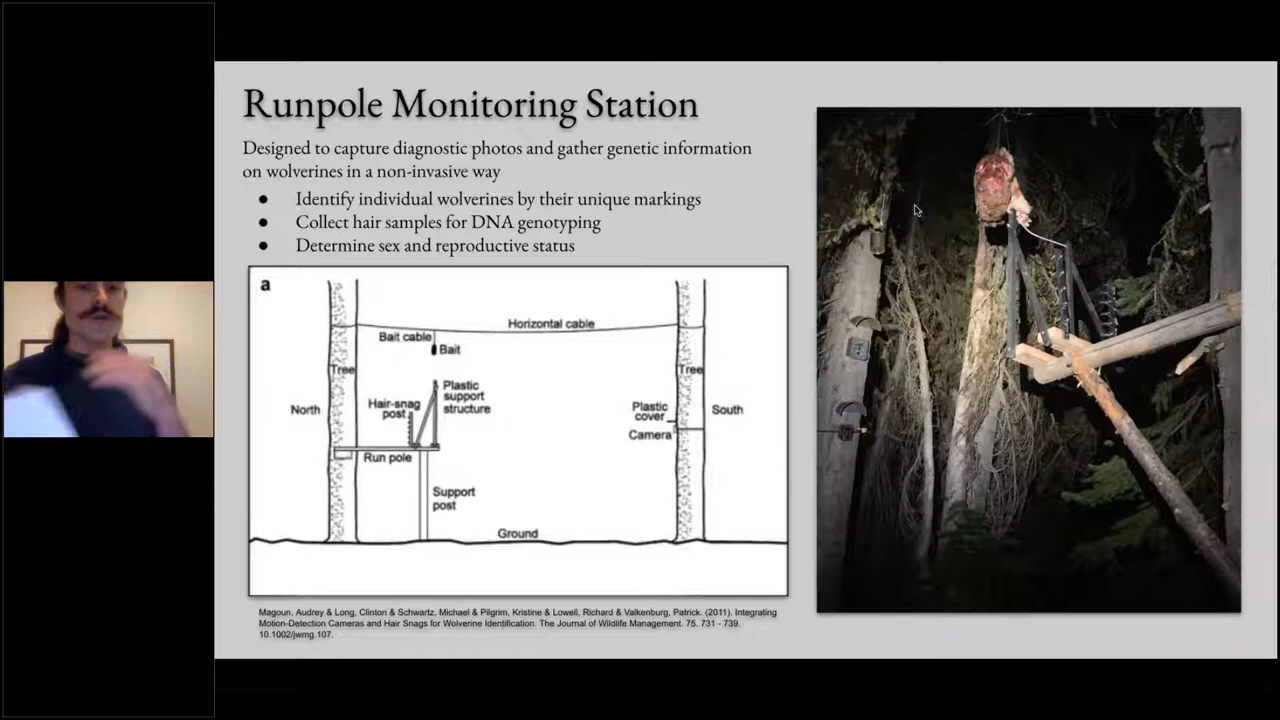 Runpole Monitoring Station
Designed to capture diagnostic photos and gather genetic information
on wolverines in a non-invasive way
● Identify individual wolverines by their unique markings
● Collect hair samples for DNA genotyping
● Determine sex and reproductive status
a
Horizontal cable
Bait cable
Bait
Tree
Tree
Plastic
support
structure
Hair-snag
post
North
Plastic
cover
South
Camera
Run pole
Support
post
Ground
Magoun, Audrey & Long, Clinton & Schwartz, Michael & Pilgrim, Kristine & Lowell, Richard & Valkenburg, Patrick. (2011). Integrating
Motion-Detection Cameras and Hair Snags for Wolverine Identification. The Journal of Wildlife Management. 75. 731 - 739.
10.1002/jwmg.107.